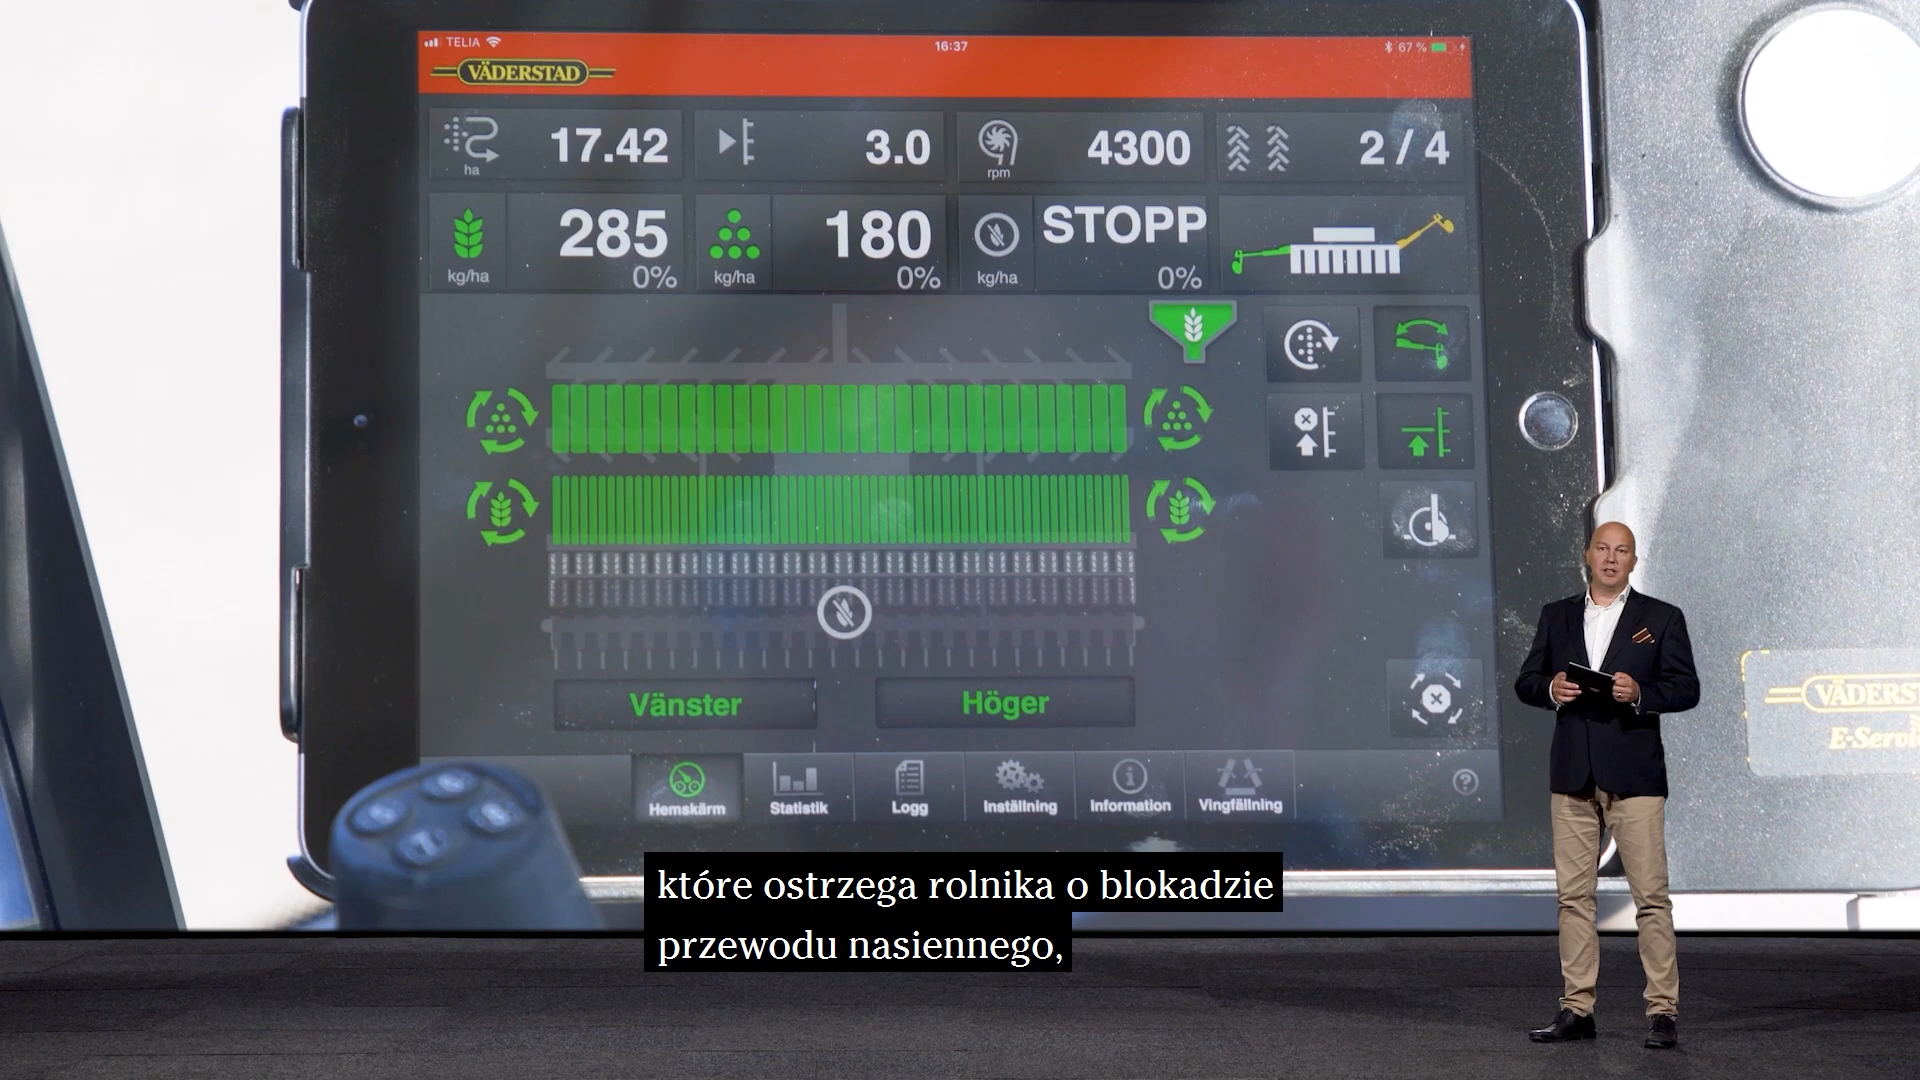 TELIA
16:37
67 %
VÄDERSTAD
17.42
ha
3.0
4300
rpm
2 / 4
285
kg/ha
0%
180
kg/ha
0%
STOPP
kg/ha
0%
Vänster
Höger
Hemskärm
Statistik
Logg
Inställning
Information
Vingfällning
?
VÄDERST
E-Servi
które ostrzega rolnika o blokadzie
przewodu nasiennego,